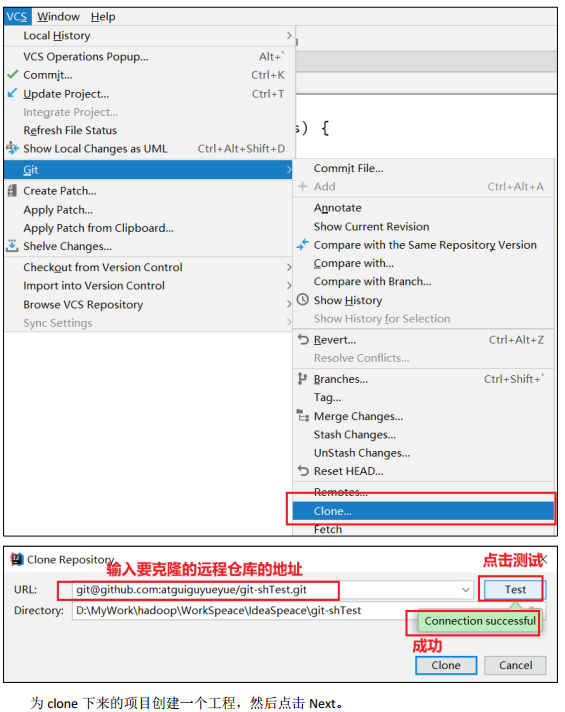 VCS Window Help
Local History
VCS Operations Popup... Alt+`
Commit... Ctrl+K
Update Project... Ctrl+T
Integrate Project...
Refresh File Status
Show Local Changes as UML Ctrl+Alt+Shift+D
s) {
Git
Create Patch...
Apply Patch...
Apply Patch from Clipboard...
Shelve Changes...
Checkout from Version Control
Import into Version Control
Browse VCS Repository
Sync Settings
Commit File...
Add Ctrl+Alt+A
Annotate
Show Current Revision
Compare with the Same Repository Version
Compare with...
Compare with Branch...
Show History
Show History for Selection
Revert... Ctrl+Alt+Z
Resolve Conflicts...
Branches... Ctrl+Shift+`
Tag...
Merge Changes...
Stash Changes...
UnStash Changes...
Reset HEAD...
Remotes...
Clone...
Fetch
Clone Repository
输入要克隆的远程仓库的地址
点击测试
URL: git@github.com:atguiguyueyue/git-shTest.git Test
Directory: D:\MyWork\hadoop\WorkSpeace\IdeaSpeace\git-shTest
Connection successful
成功
Clone Cancel
为 clone 下来的项目创建一个工程，然后点击 Next。